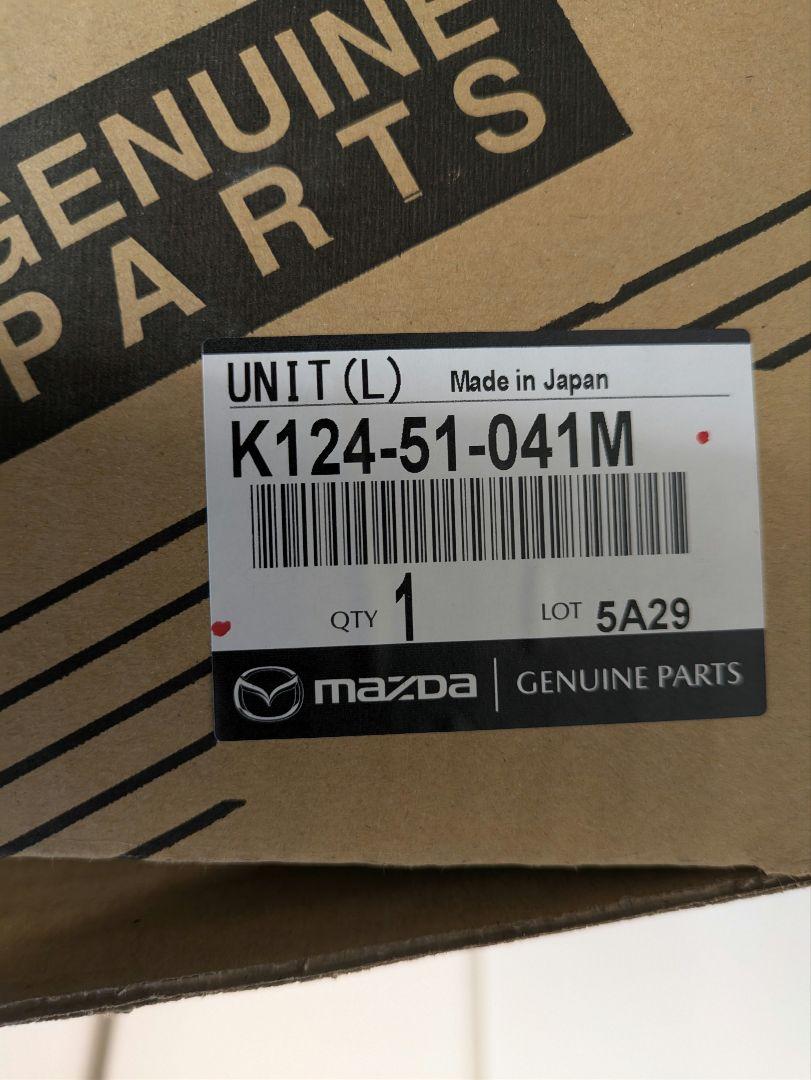 GENUINE
PARTS
UNIT(L) Made in Japan
K124-51-041M
QTY 1 LOT 5A29
mazda GENUINE PARTS